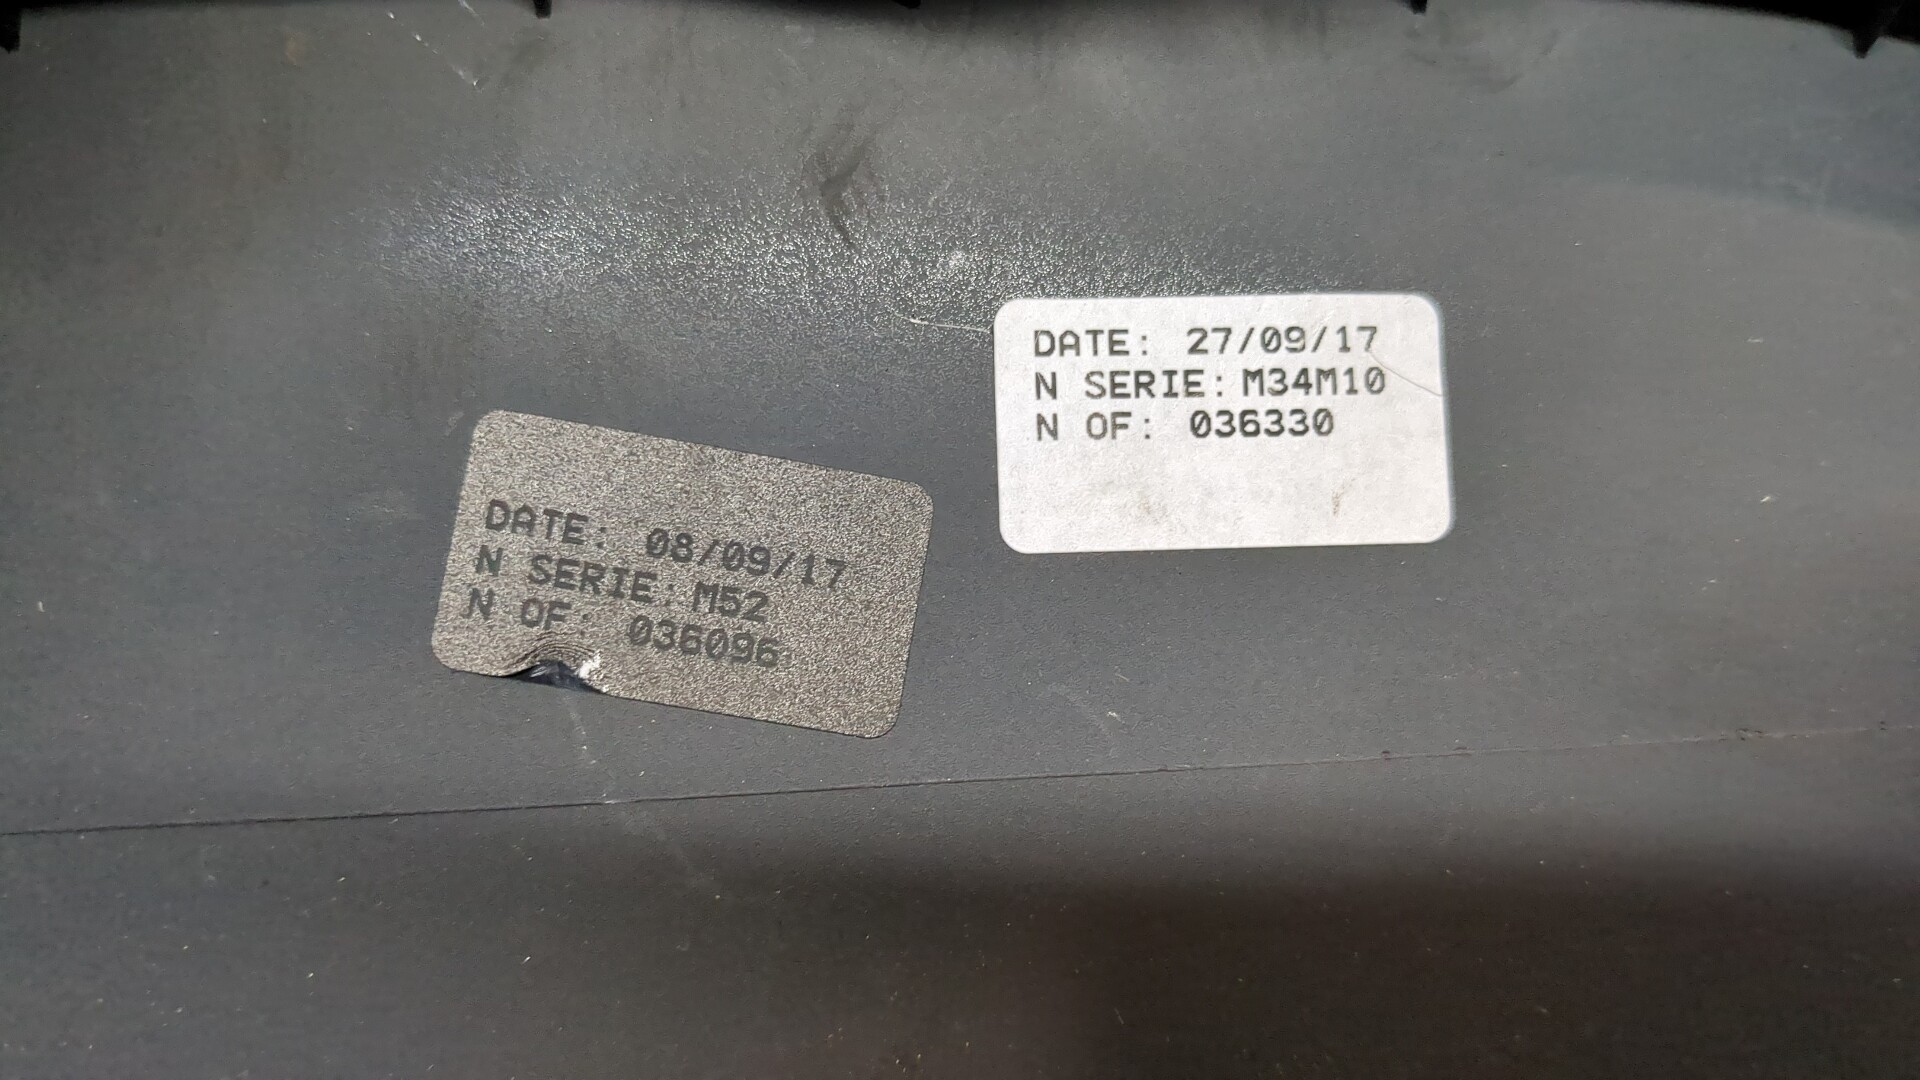 DATE: 27/09/17
N SERIE: M34M10
N OF: 036330
DATE: 08/09/17
N SERIE: M52
N OF: 036096